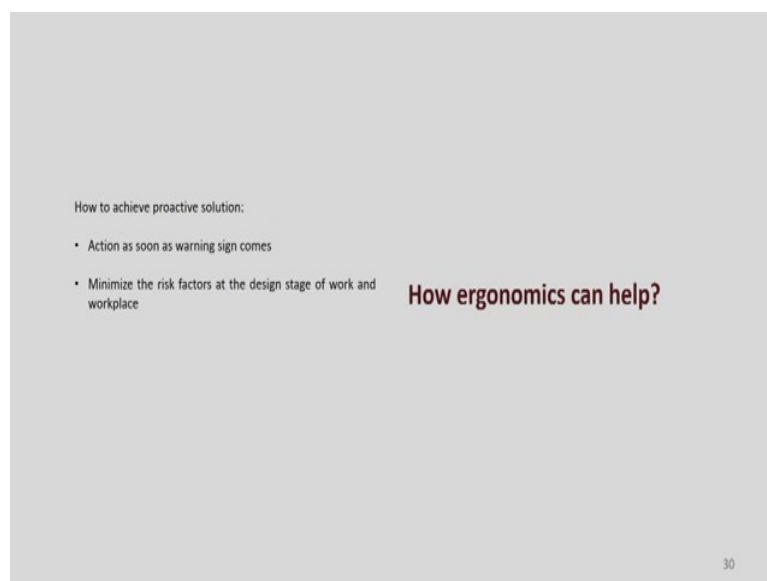 How to achieve proactive solution:
• Action as soon as warning sign comes
• Minimize the risk factors at the design stage of work and
workplace
How ergonomics can help?
30